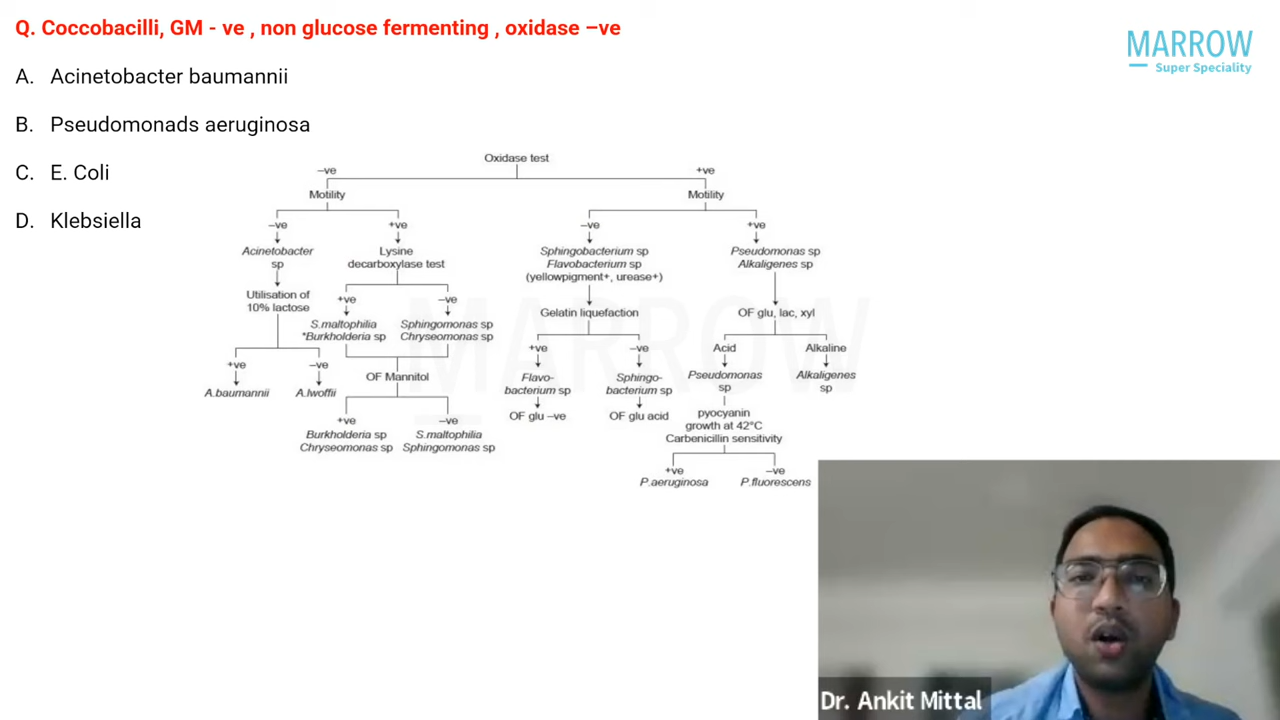 Q. Coccobacilli, GM - ve , non glucose fermenting , oxidase –ve
MARROW
Super Speciality
A. Acinetobacter baumannii
B. Pseudomonads aeruginosa
C. E. Coli
D. Klebsiella
Oxidase test
–ve +ve
Motility Motility
–ve +ve –ve +ve
Acinetobacter
sp
Lysine
decarboxylase test
Sphingobacterium sp
Flavobacterium sp
(yellowpigment+, urease+)
Pseudomonas sp
Alkaligenes sp
Utilisation of
10% lactose
+ve –ve
S.maltophilia
*Burkholderia sp
Sphingomonas sp
Chryseomonas sp
Gelatin liquefaction
OF glu, lac, xyl
+ve –ve
A.baumannii A.lwoffii
OF Mannitol
+ve –ve
Burkholderia sp
Chryseomonas sp
S.maltophilia
Sphingomonas sp
+ve –ve
Flavo-
bacterium sp
Sphingo-
bacterium sp
OF glu –ve OF glu acid
Acid Alkaline
Pseudomonas
sp
Alkaligenes
sp
pyocyanin
growth at 42°C
Carbenicillin sensitivity
+ve –ve
P.aeruginosa P.fluorescens
MARROW
Dr. Ankit Mittal